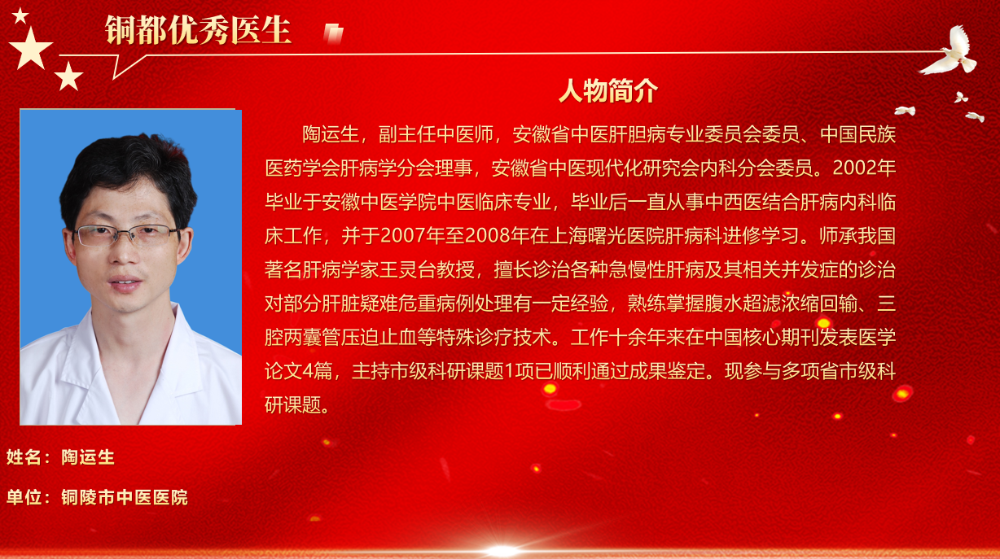 铜都优秀医生
人物简介
陶运生，副主任中医师，安徽省中医肝胆病专业委员会委员、中国民族
医药学会肝病学分会理事，安徽省中医现代化研究会内科分会委员。2002年
毕业于安徽中医学院中医临床专业，毕业后一直从事中西医结合肝病内科临
床工作，并于2007年至2008年在上海曙光医院肝病科进修学习。师承我国
著名肝病学家王灵台教授，擅长诊治各种急慢性肝病及其相关并发症的诊治
对部分肝脏疑难危重病例处理有一定经验，熟练掌握腹水超滤浓缩回输、三
腔两囊管压迫止血等特殊诊疗技术。工作十余年来在中国核心期刊发表医学
论文4篇，主持市级科研课题1项已顺利通过成果鉴定。现参与多项省市级科
研课题。
姓名：陶运生
单位：铜陵市中医医院